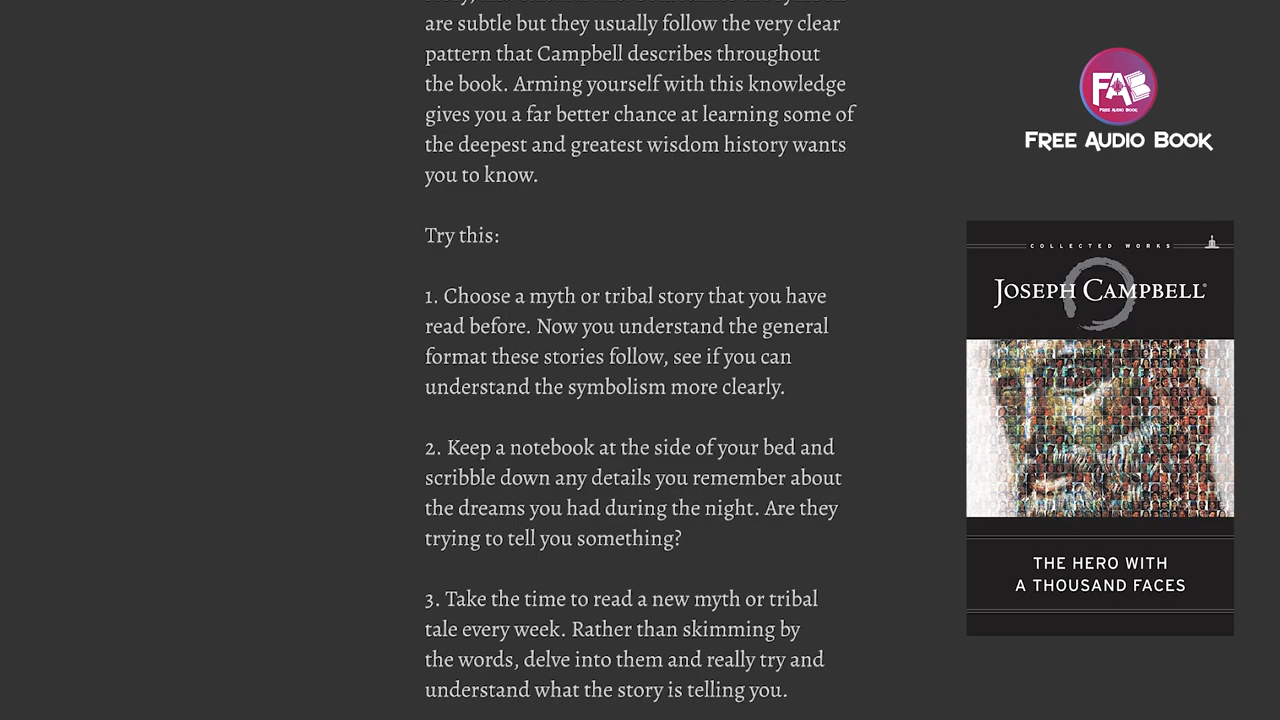 are subtle but they usually follow the very clear
pattern that Campbell describes throughout
the book. Arming yourself with this knowledge
gives you a far better chance at learning some of
the deepest and greatest wisdom history wants
you to know.
Try this:
1. Choose a myth or tribal story that you have
read before. Now you understand the general
format these stories follow, see if you can
understand the symbolism more clearly.
2. Keep a notebook at the side of your bed and
scribble down any details you remember about
the dreams you had during the night. Are they
trying to tell you something?
3. Take the time to read a new myth or tribal
tale every week. Rather than skimming by
the words, delve into them and really try and
understand what the story is telling you.
FAB
FREE AUDIO BOOK
FREE AUDIO BOOK
COLLECTED WORKS
JOSEPH CAMPBELL®
THE HERO WITH
A THOUSAND FACES